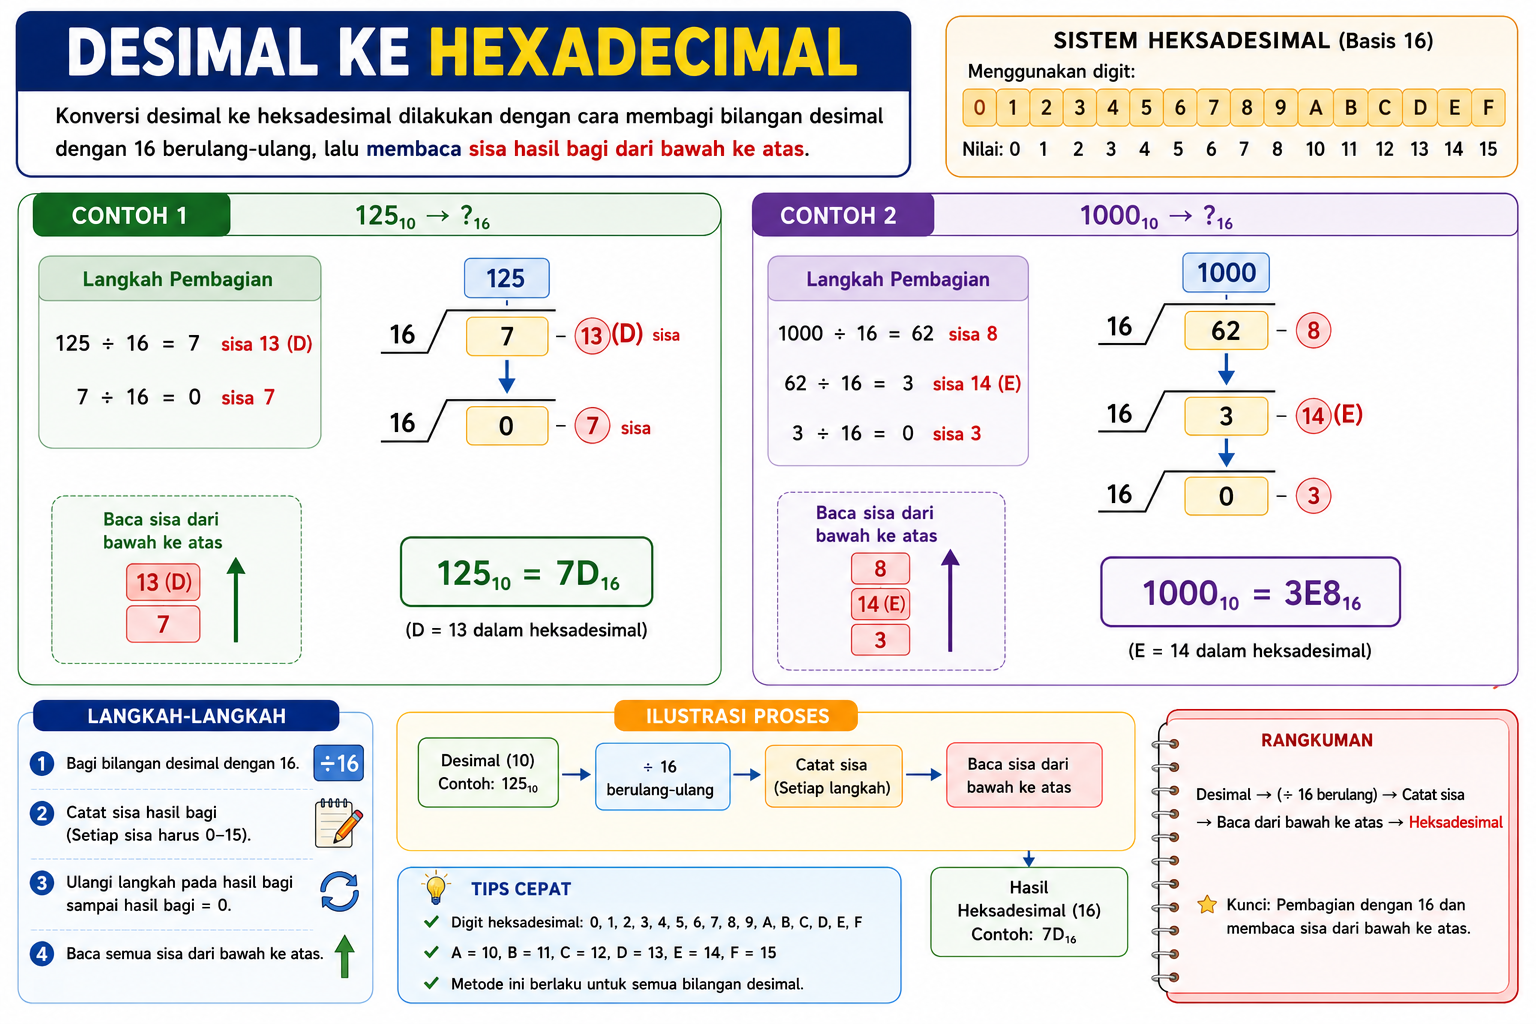 DESIMAL KE HEXADECIMAL
Konversi desimal ke heksadesimal dilakukan dengan cara membagi bilangan desimal
dengan 16 berulang-ulang, lalu membaca sisa hasil bagi dari bawah ke atas.
SISTEM HEKSADESIMAL (Basis 16)
Menggunakan digit:
0 1 2 3 4 5 6 7 8 9 A B C D E F
Nilai: 0 1 2 3 4 5 6 7 8 9 10 11 12 13 14 15
CONTOH 1
125₁₀ → ?₁₆
Langkah Pembagian
125 ÷ 16 = 7 sisa 13 (D)
7 ÷ 16 = 0 sisa 7
125
16 7 – 13 (D) sisa
16 0 – 7 sisa
Baca sisa dari
bawah ke atas
13 (D)
7
125₁₀ = 7D₁₆
(D = 13 dalam heksadesimal)
CONTOH 2
1000₁₀ → ?₁₆
Langkah Pembagian
1000 ÷ 16 = 62 sisa 8
62 ÷ 16 = 3 sisa 14 (E)
3 ÷ 16 = 0 sisa 3
1000
16 62 – 8
16 3 – 14 (E)
16 0 – 3
Baca sisa dari
bawah ke atas
8
14 (E)
3
1000₁₀ = 3E8₁₆
(E = 14 dalam heksadesimal)
LANGKAH-LANGKAH
1 Bagi bilangan desimal dengan 16. ÷16
2 Catat sisa hasil bagi
(Setiap sisa harus 0–15).
3 Ulangi langkah pada hasil bagi
sampai hasil bagi = 0.
4 Baca semua sisa dari bawah ke atas.
ILUSTRASI PROSES
Desimal (10)
Contoh: 125₁₀
÷ 16
berulang-ulang
Catat sisa
(Setiap langkah)
Baca sisa dari
bawah ke atas
Hasil
Heksadesimal (16)
Contoh: 7D₁₆
TIPS CEPAT
✓ Digit heksadesimal: 0, 1, 2, 3, 4, 5, 6, 7, 8, 9, A, B, C, D, E, F
✓ A = 10, B = 11, C = 12, D = 13, E = 14, F = 15
✓ Metode ini berlaku untuk semua bilangan desimal.
RANGKUMAN
Desimal → (÷ 16 berulang) → Catat sisa
→ Baca dari bawah ke atas → Heksadesimal
Kunci: Pembagian dengan 16 dan
membaca sisa dari bawah ke atas.